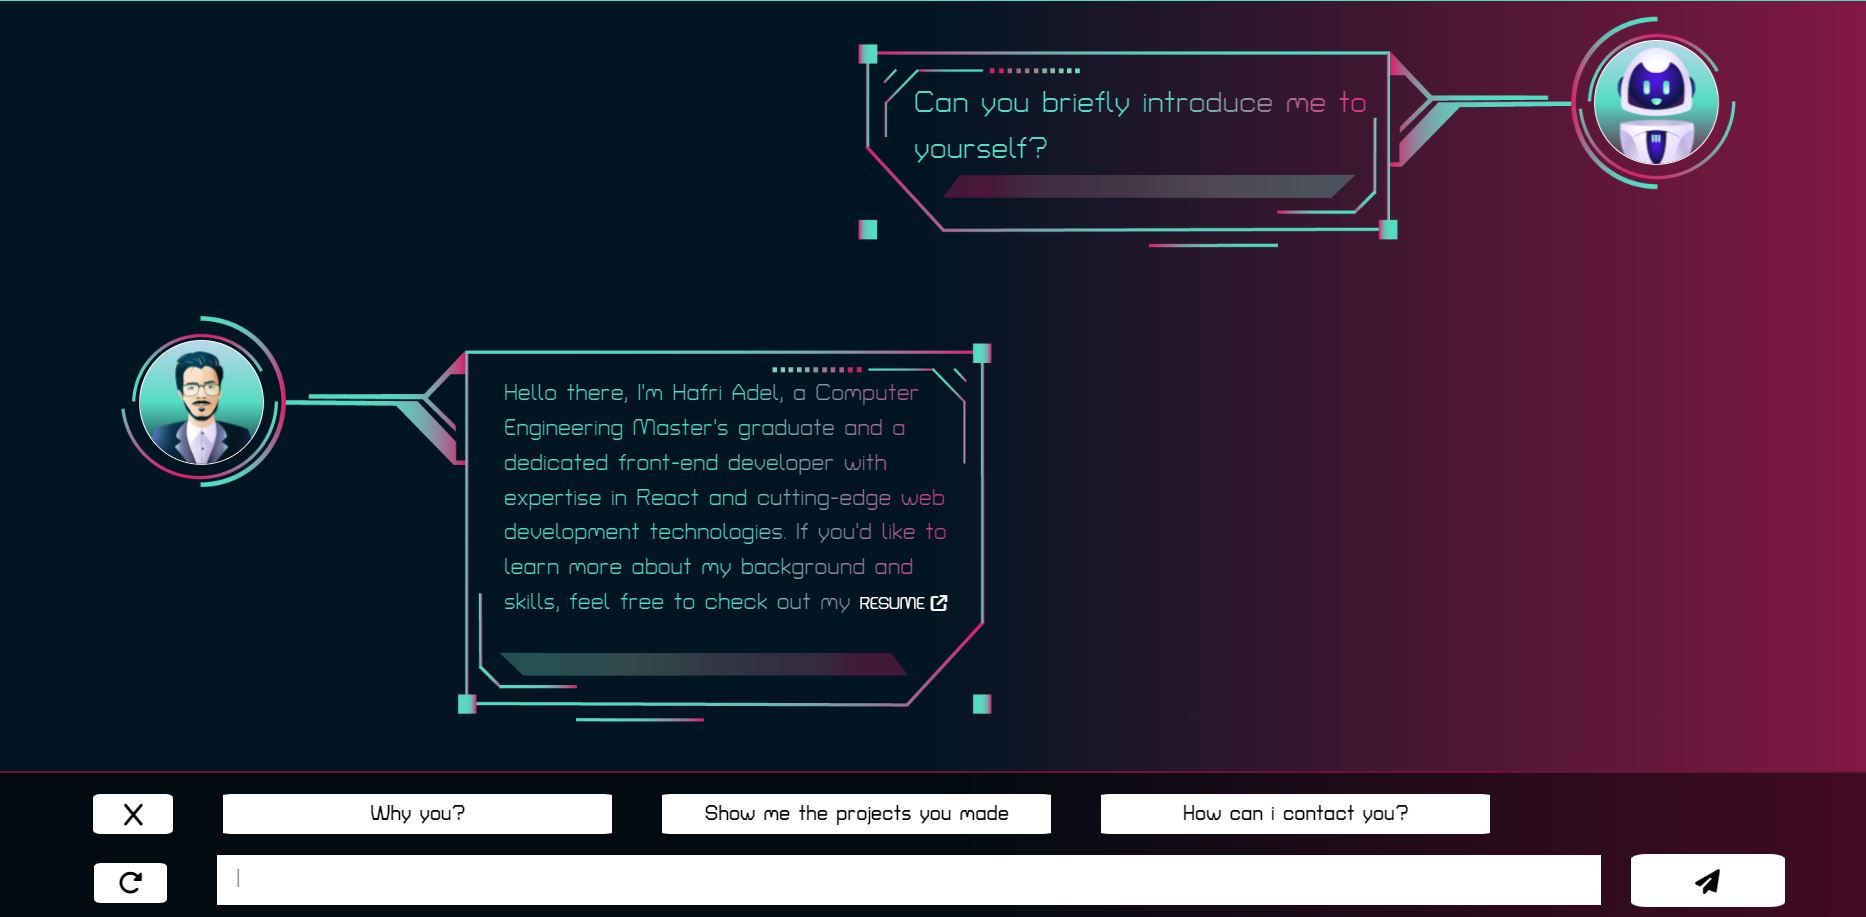 Can you briefly introduce me to
yourself?
Hello there, I'm Hafri Adel, a Computer
Engineering Master's graduate and a
dedicated front-end developer with
expertise in React and cutting-edge web
development technologies. If you'd like to
learn more about my background and
skills, feel free to check out my RESUME
X
Why you?
Show me the projects you made
How can i contact you?